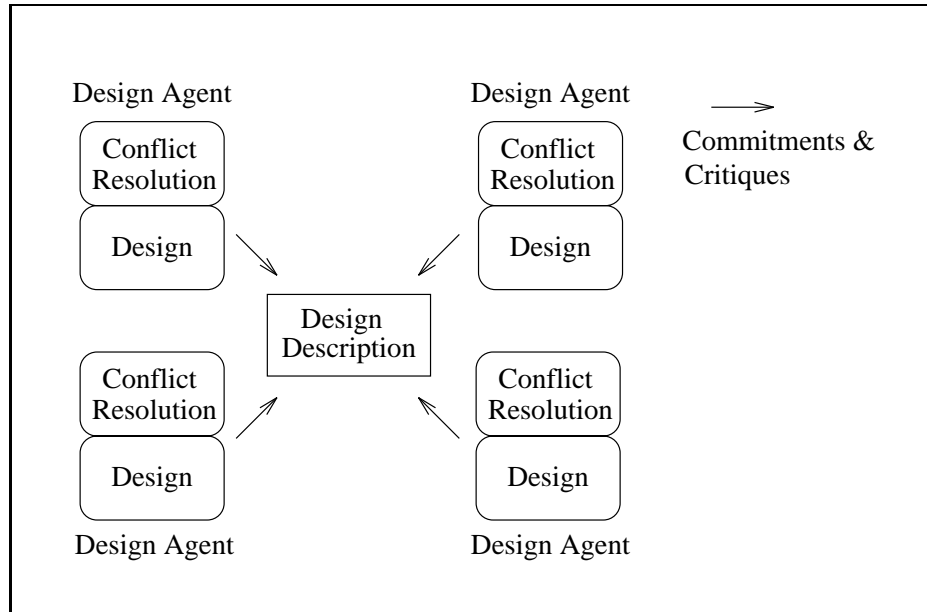 Design Agent
Conflict
Resolution
Design
Design Agent
Conflict
Resolution
Design
Commitments &
Critiques
Design
Description
Conflict
Resolution
Design
Design Agent
Conflict
Resolution
Design
Design Agent